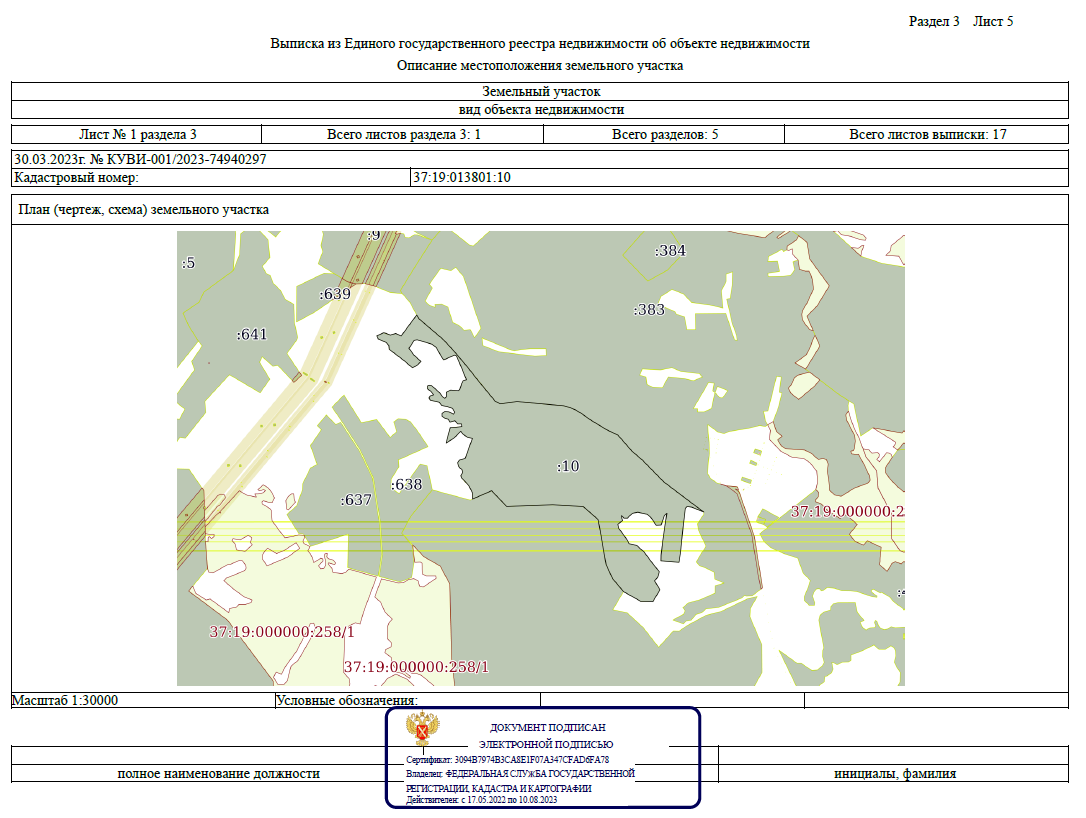 Раздел 3 Лист 5
Выписка из Единого государственного реестра недвижимости об объекте недвижимости
Описание местоположения земельного участка
Земельный участок
вид объекта недвижимости
Лист № 1 раздела 3 Всего листов раздела 3: 1 Всего разделов: 5 Всего листов выписки: 17
30.03.2023г. № КУВИ-001/2023-74940297
Кадастровый номер: 37:19:013801:10
План (чертеж, схема) земельного участка
:9
:384
:5
:639
:383
:641
:10
:638
:637
37:19:000000:2
37:19:000000:258/1
37:19:000000:258/1
Масштаб 1:30000 Условные обозначения:
ДОКУМЕНТ ПОДПИСАН
ЭЛЕКТРОННОЙ ПОДПИСЬЮ
Сертификат: 3094B7974B3CA8E1F07A347CFAD6FA78
Владелец: ФЕДЕРАЛЬНАЯ СЛУЖБА ГОСУДАРСТВЕННОЙ
РЕГИСТРАЦИИ, КАДАСТРА И КАРТОГРАФИИ
Действителен: с 17.05.2022 по 10.08.2023
полное наименование должности инициалы, фамилия